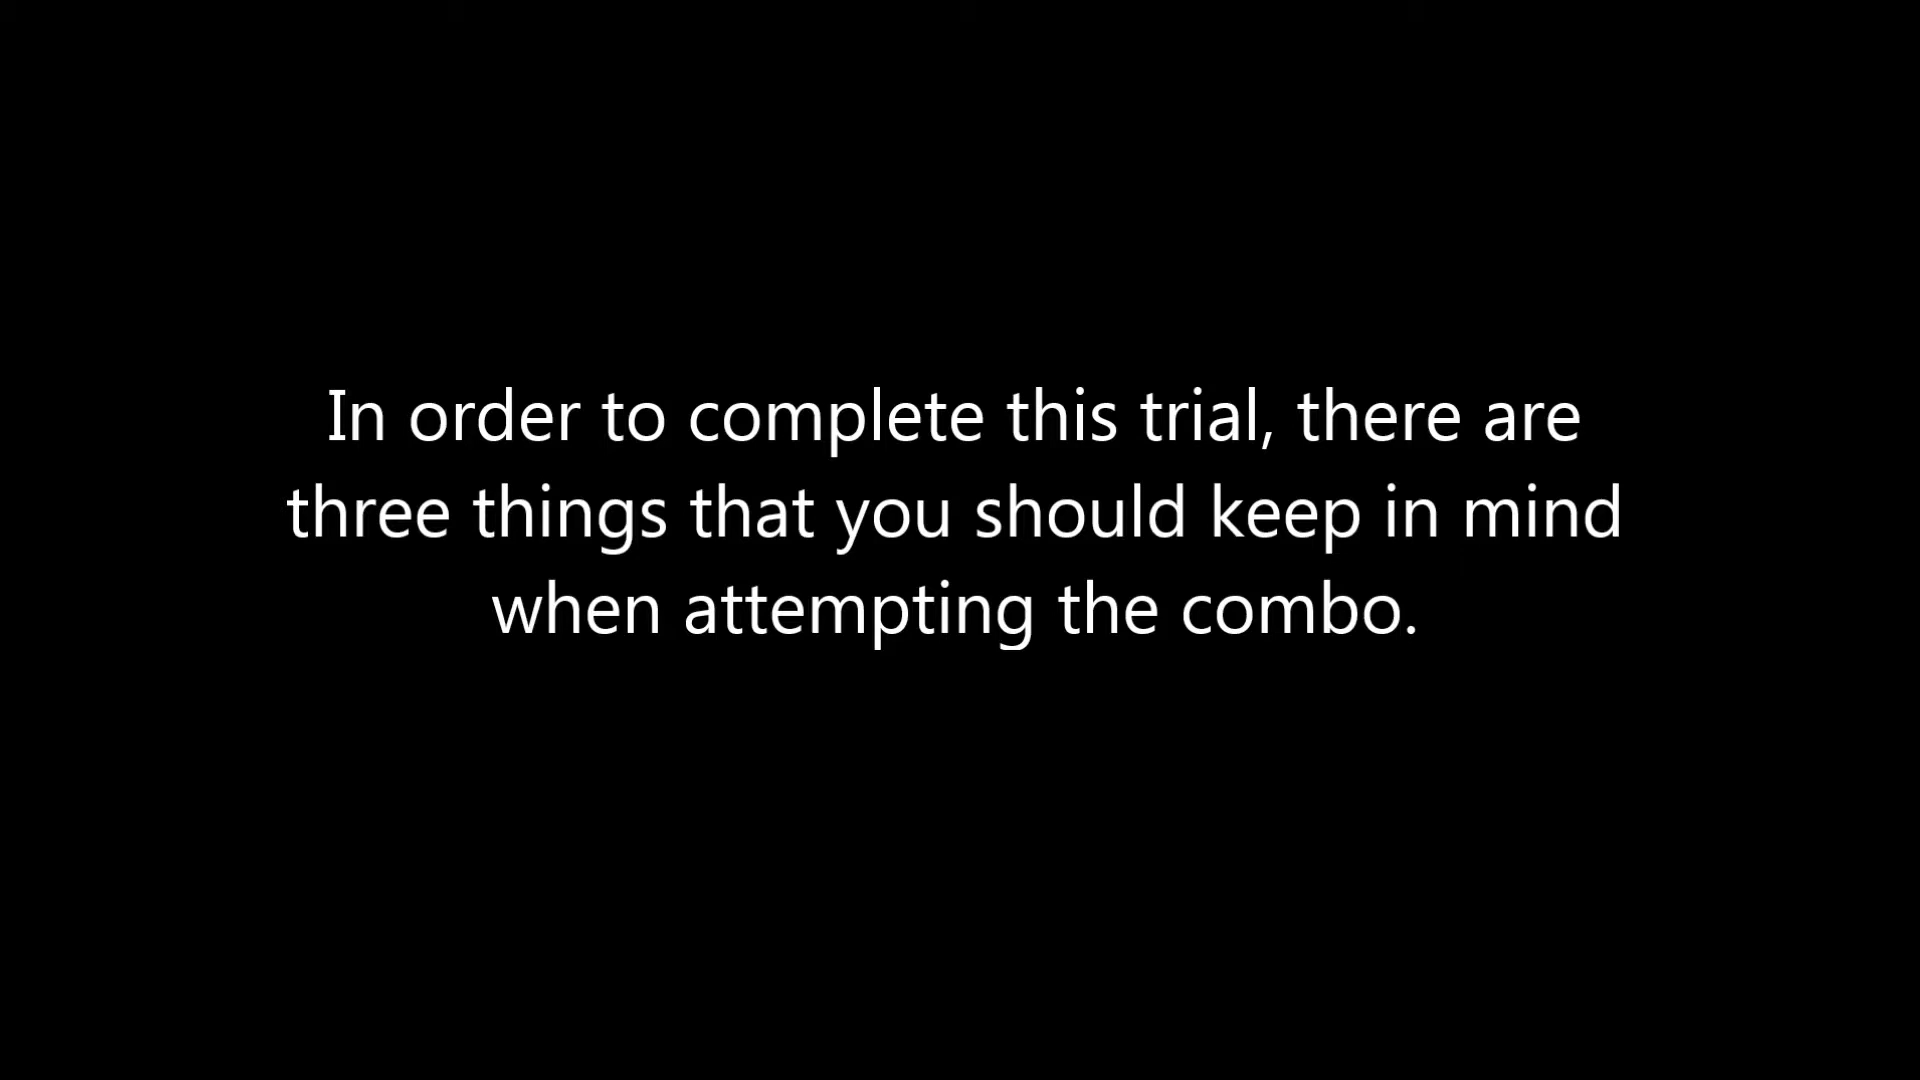 In order to complete this trial, there are
three things that you should keep in mind
when attempting the combo.